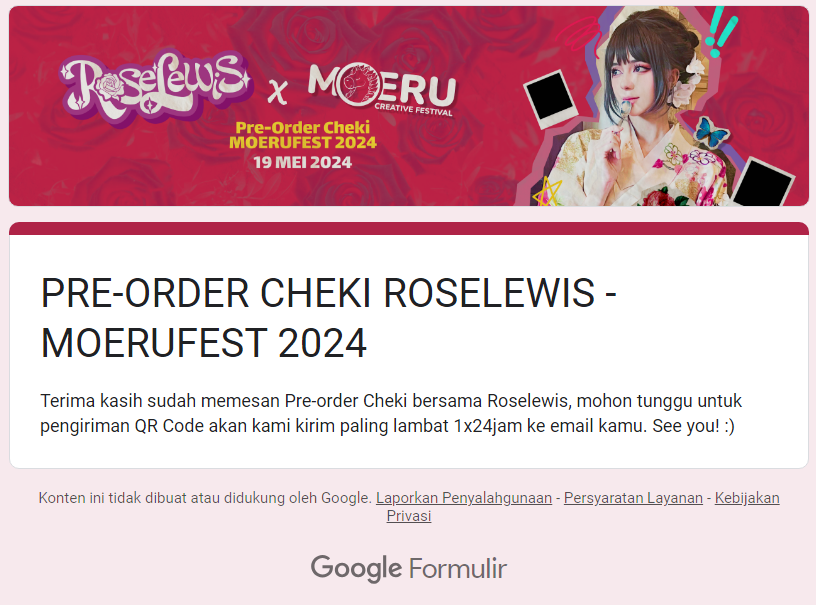 ROSELEWIS x MOERU
CREATIVE FESTIVAL
Pre-Order Cheki
MOERUFEST 2024
19 MEI 2024
PRE-ORDER CHEKI ROSELEWIS -
MOERUFEST 2024
Terima kasih sudah memesan Pre-order Cheki bersama Roselewis, mohon tunggu untuk
pengiriman QR Code akan kami kirim paling lambat 1x24jam ke email kamu. See you! :)
Konten ini tidak dibuat atau didukung oleh Google. Laporkan Penyalahgunaan - Persyaratan Layanan - Kebijakan
Privasi
Google Formulir